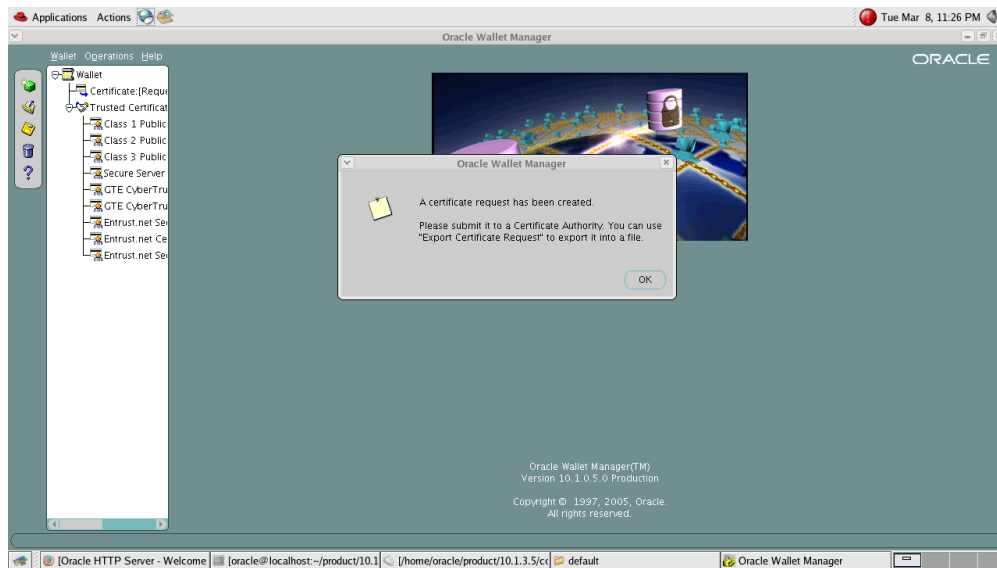 Applications Actions
Tue Mar 8, 11:26 PM
Oracle Wallet Manager
Wallet Operations Help
ORACLE
Wallet
Certificate:[Reque
Trusted Certificat
Class 1 Public
Class 2 Public
Class 3 Public
Secure Server
GTE CyberTru
GTE CyberTru
Entrust.net Se
Entrust.net Ce
Entrust.net Se
Oracle Wallet Manager
A certificate request has been created.
Please submit it to a Certificate Authority. You can use
"Export Certificate Request" to export it into a file.
OK
Oracle Wallet Manager(TM)
Version 10.1.0.5.0 Production
Copyright © 1997, 2005, Oracle.
All rights reserved.
[Oracle HTTP Server - Welcome
[oracle@localhost:~/product/10.1
[/home/oracle/product/10.1.3.5/cc
default
Oracle Wallet Manager